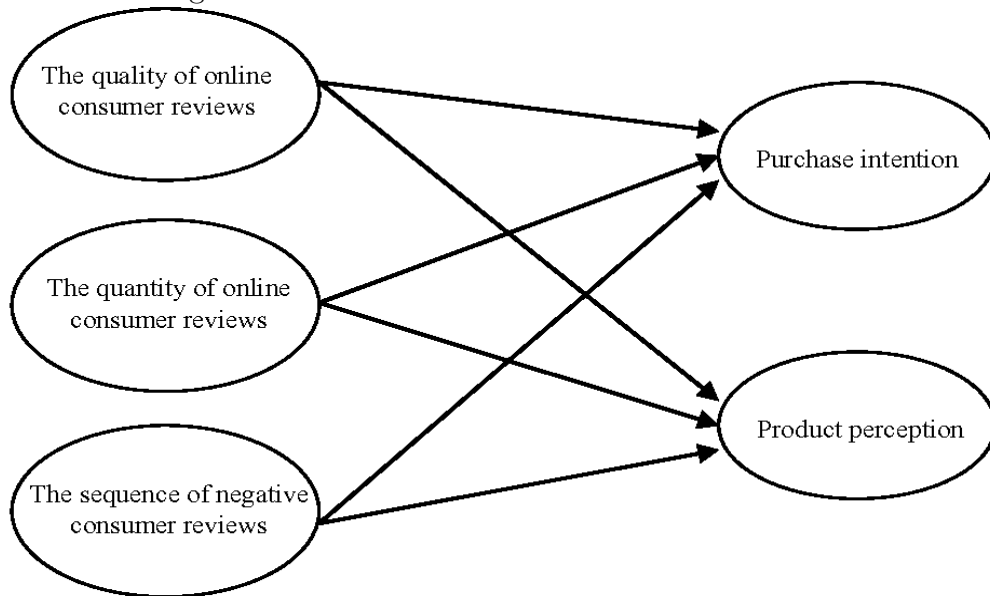 The quality of online
consumer reviews
Purchase intention
The quantity of online
consumer reviews
Product perception
The sequence of negative
consumer reviews